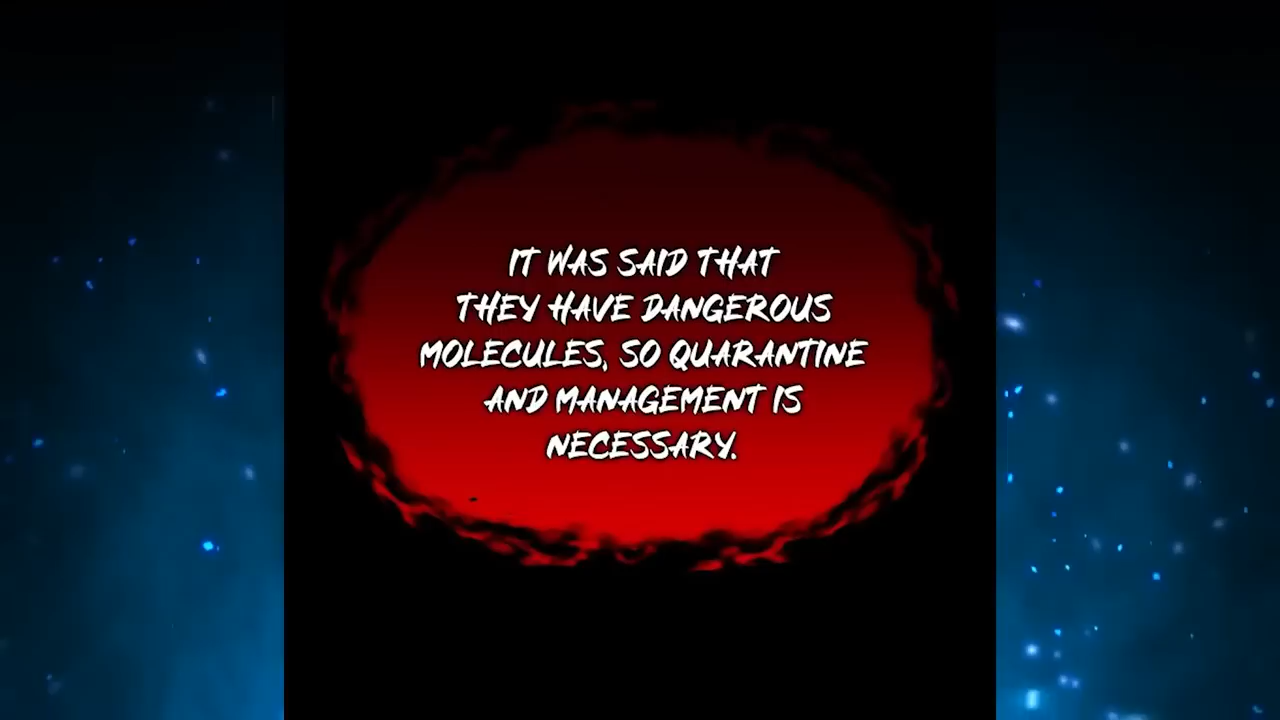 IT WAS SAID THAT
THEY HAVE DANGEROUS
MOLECULES, SO QUARANTINE
AND MANAGEMENT IS
NECESSARY.